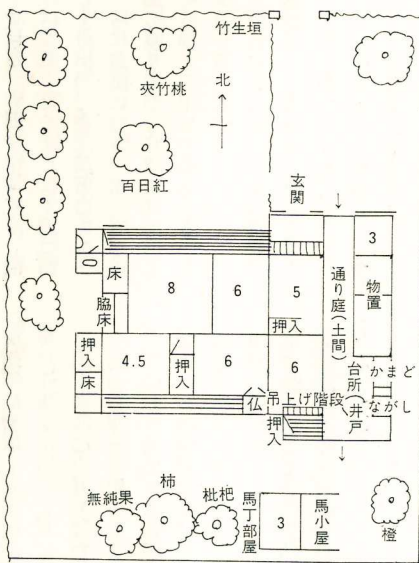 竹生垣
夾竹桃
北
百日紅
玄関
3
床
8
6
5
通り庭(土間)
物置
脇床
押入
押入
4.5
押入
6
6
台所
かまど
(井戸)
ながし
床
仏
吊上げ階段
押入
無純果
柿
枇杷
馬丁部屋
3
馬小屋
橙